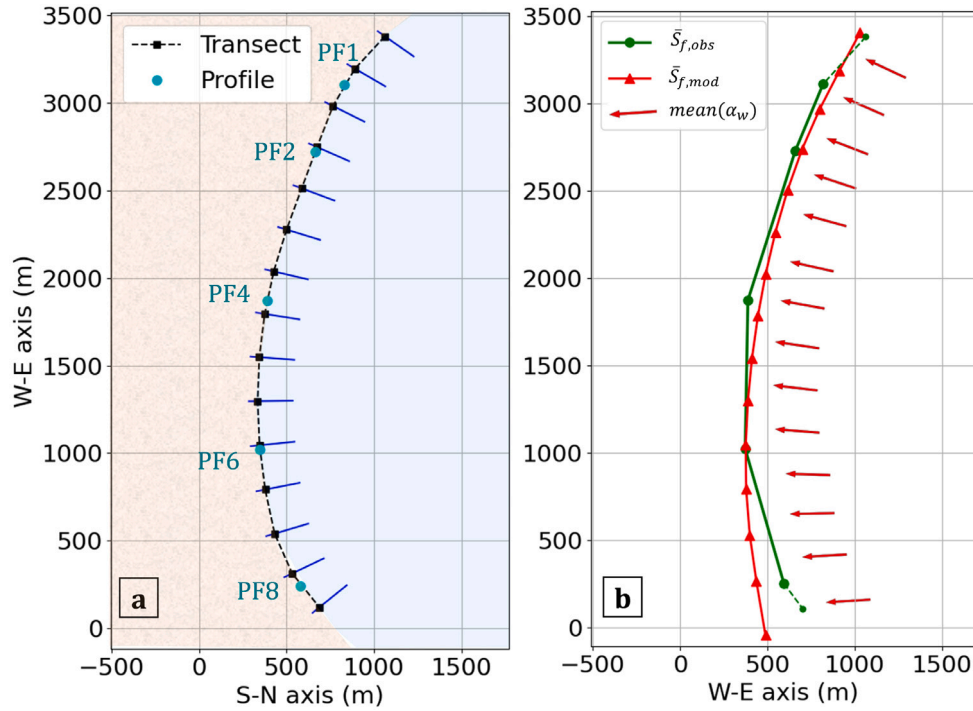 3500
3000
2500
2000
1500
1000
500
0
W-E axis (m)
Transect
Profile
PF1
PF2
PF4
PF6
PF8
a
−500
0
500
1000
1500
S-N axis (m)
3500
3000
2500
2000
1500
1000
500
0
S̄f,obs
S̄f,mod
mean(αw)
b
−500
0
500
1000
1500
W-E axis (m)